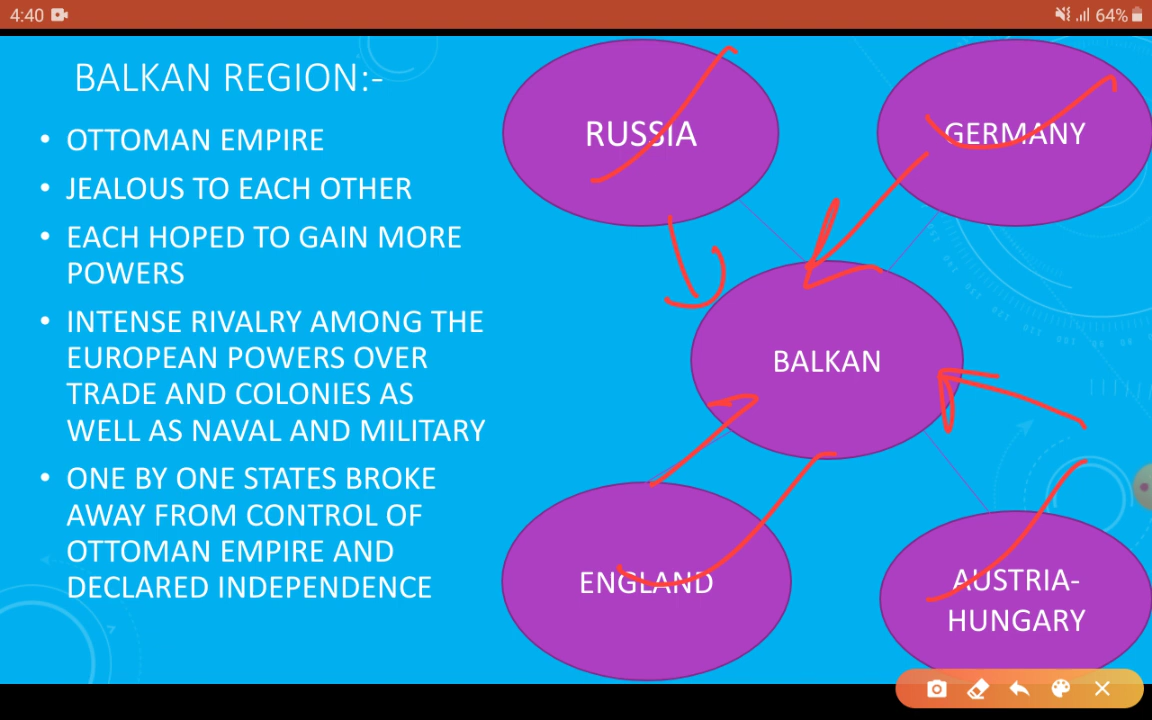 4:40
64%
BALKAN REGION:-
• OTTOMAN EMPIRE
• JEALOUS TO EACH OTHER
• EACH HOPED TO GAIN MORE
POWERS
• INTENSE RIVALRY AMONG THE
EUROPEAN POWERS OVER
TRADE AND COLONIES AS
WELL AS NAVAL AND MILITARY
• ONE BY ONE STATES BROKE
AWAY FROM CONTROL OF
OTTOMAN EMPIRE AND
DECLARED INDEPENDENCE
RUSSIA
GERMANY
BALKAN
ENGLAND
AUSTRIA-
HUNGARY